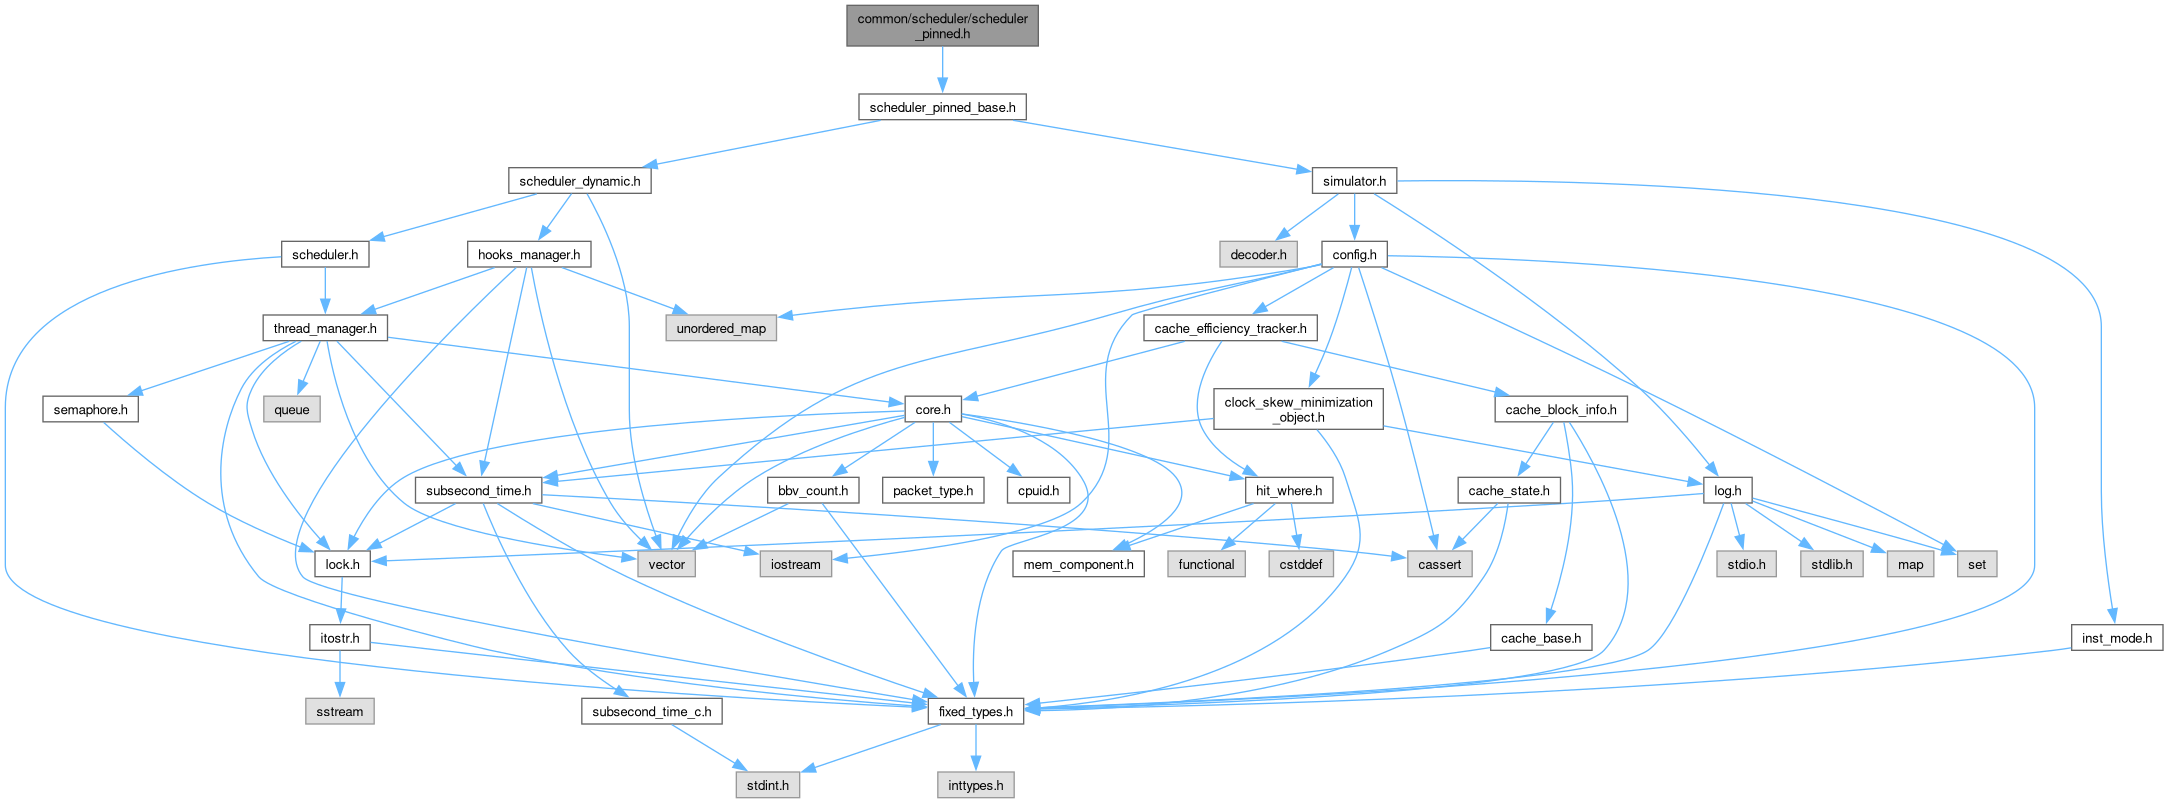 common/scheduler/scheduler
_pinned.h
scheduler_pinned_base.h
scheduler_dynamic.h
simulator.h
scheduler.h
hooks_manager.h
decoder.h
config.h
thread_manager.h
unordered_map
cache_efficiency_tracker.h
semaphore.h
queue
core.h
clock_skew_minimization
_object.h
cache_block_info.h
subsecond_time.h
bbv_count.h
packet_type.h
cpuid.h
hit_where.h
cache_state.h
log.h
lock.h
vector
iostream
mem_component.h
functional
cstddef
cassert
stdio.h
stdlib.h
map
set
itostr.h
cache_base.h
inst_mode.h
sstream
subsecond_time_c.h
fixed_types.h
stdint.h
inttypes.h